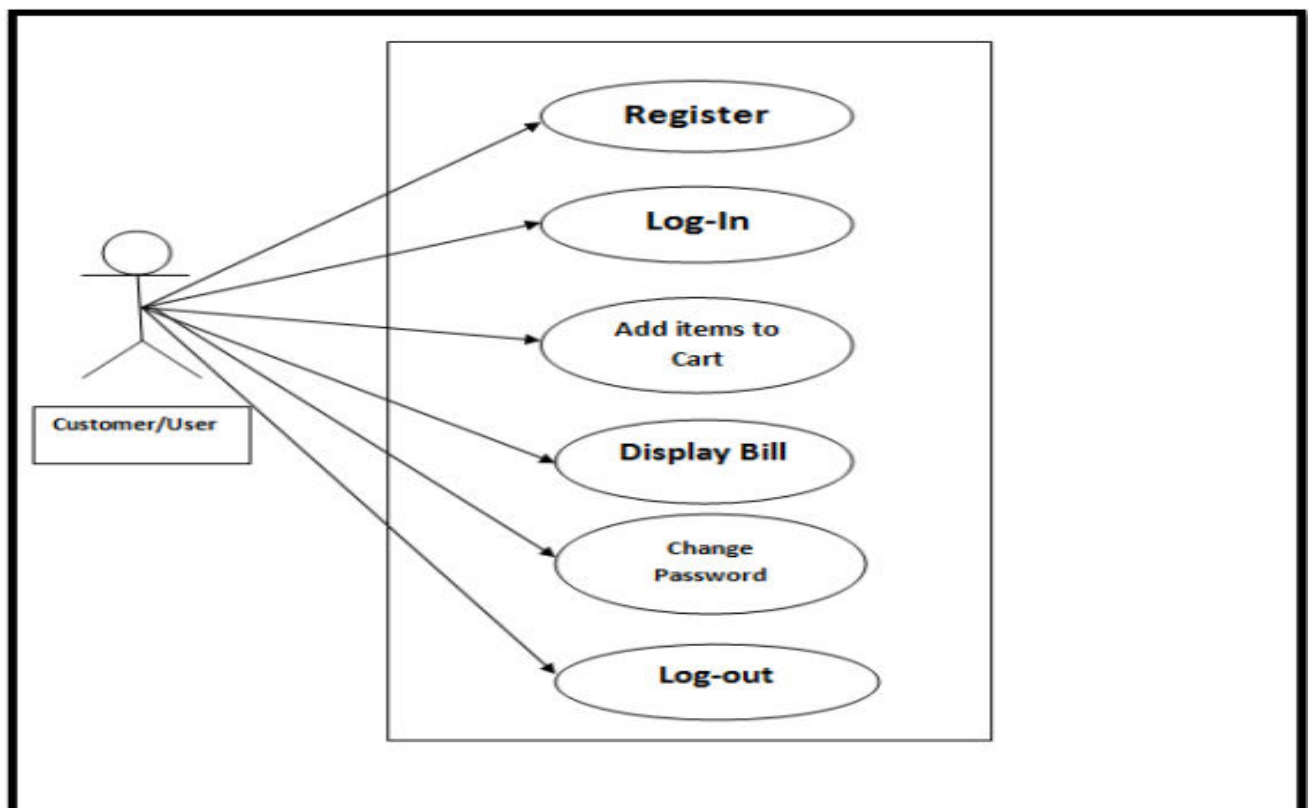 Register
Log-In
Add items to
Cart
Customer/User
Display Bill
Change
Password
Log-out